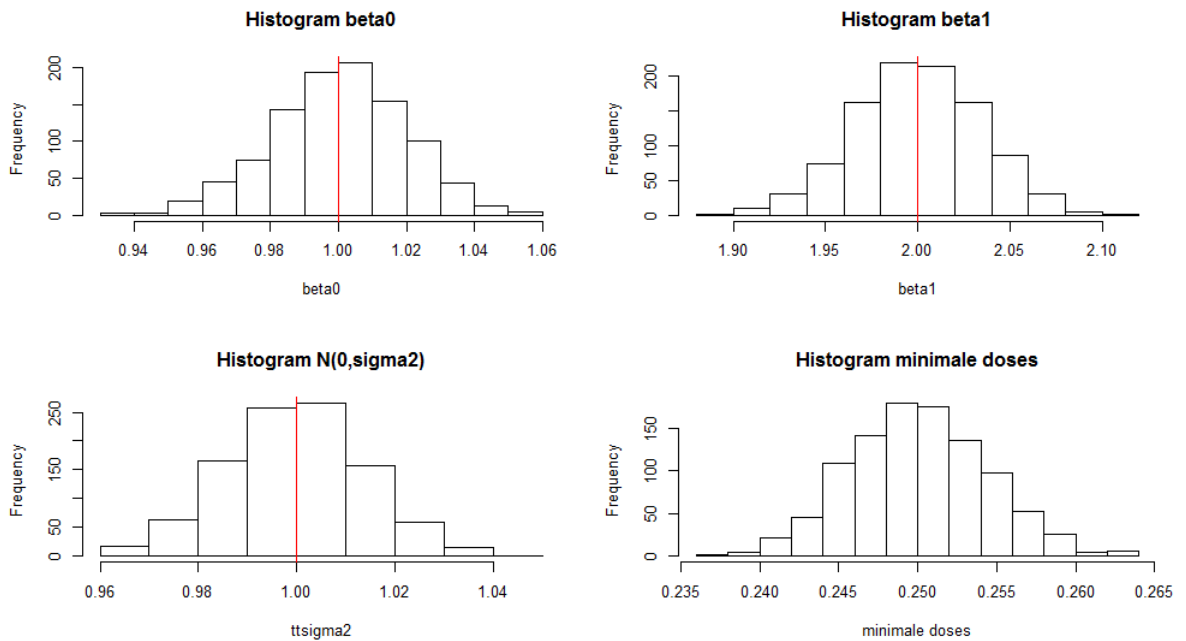 Histogram beta0
Frequency
0 50 100 200
0.94 0.96 0.98 1.00 1.02 1.04 1.06
beta0
Histogram beta1
Frequency
0 50 100 200
1.90 1.95 2.00 2.05 2.10
beta1
Histogram N(0,sigma2)
Frequency
0 50 150 250
0.96 0.98 1.00 1.02 1.04
ttsigma2
Histogram minimale doses
Frequency
0 50 100 150
0.235 0.240 0.245 0.250 0.255 0.260 0.265
minimale doses